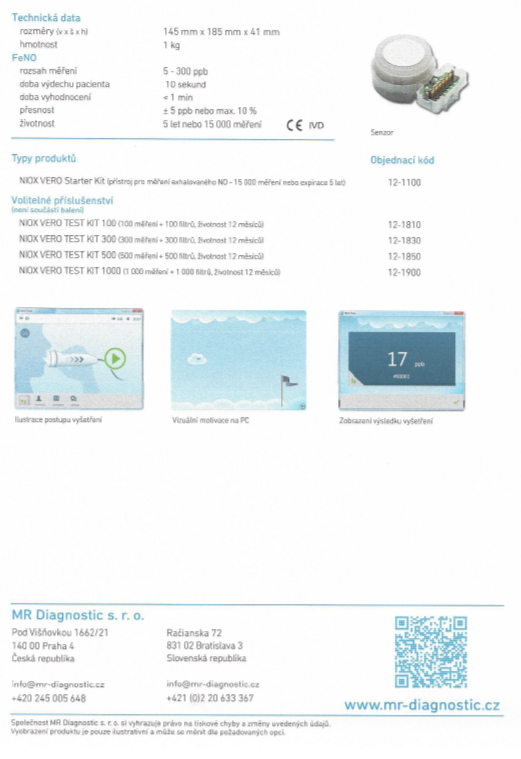 Technická data
rozměry (v x š x h) 145 mm x 185 mm x 41 mm
hmotnost 1 kg
FeNO
rozsah měření 5 - 300 ppb
doba výdechu pacienta 10 sekund
doba vyhodnocení < 1 min
přesnost ± 5 ppb nebo max. 10 %
životnost 5 let nebo 15 000 měření CE IVD
Senzor
Typy produktů Objednací kód
NIOX VERO Starter Kit (přístroj pro měření exhalovaného NO - 15 000 měření nebo expirace 5 let) 12-1100
Volitelné příslušenství
(není součástí balení)
NIOX VERO TEST KIT 100 (100 měření + 100 filtrů, životnost 12 měsíců) 12-1810
NIOX VERO TEST KIT 300 (300 měření + 300 filtrů, životnost 12 měsíců) 12-1830
NIOX VERO TEST KIT 500 (500 měření + 500 filtrů, životnost 12 měsíců) 12-1850
NIOX VERO TEST KIT 1000 (1 000 měření + 1 000 filtrů, životnost 12 měsíců) 12-1900
17 ppb
Ilustrace postupu vyšetření
Vizuální motivace na PC
Zobrazení výsledku vyšetření
MR Diagnostic s. r. o.
Pod Višňovkou 1662/21 Račianska 72
140 00 Praha 4 831 02 Bratislava 3
Česká republika Slovenská republika
info@mr-diagnostic.cz info@mr-diagnostic.cz
+420 245 005 648 +421 (0)2 20 633 367
www.mr-diagnostic.cz
Společnost MR Diagnostic s. r. o. si vyhrazuje právo na tiskové chyby a změny uvedených údajů.
Vyobrazení produktu je pouze ilustrativní a může se měnit dle požadovaných opcí.